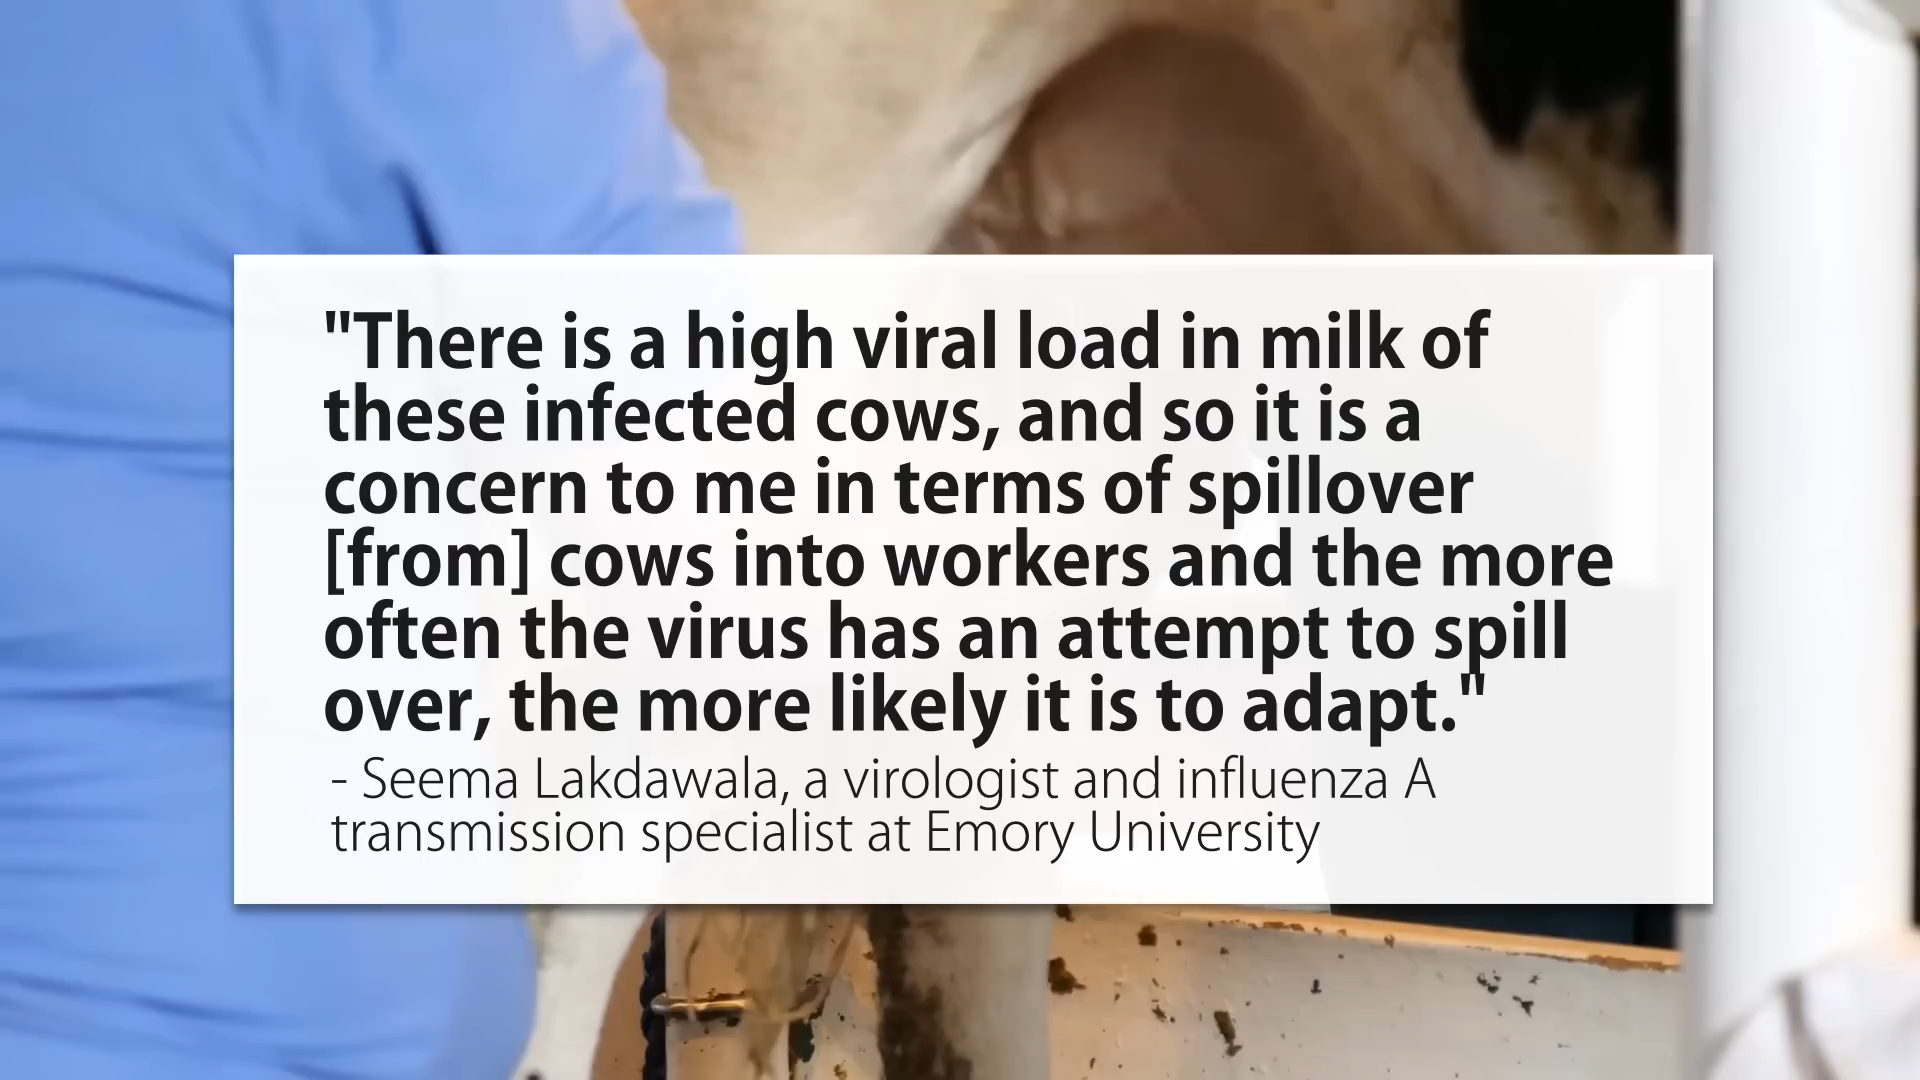 "There is a high viral load in milk of
these infected cows, and so it is a
concern to me in terms of spillover
[from] cows into workers and the more
often the virus has an attempt to spill
over, the more likely it is to adapt."
- Seema Lakdawala, a virologist and influenza A
transmission specialist at Emory University